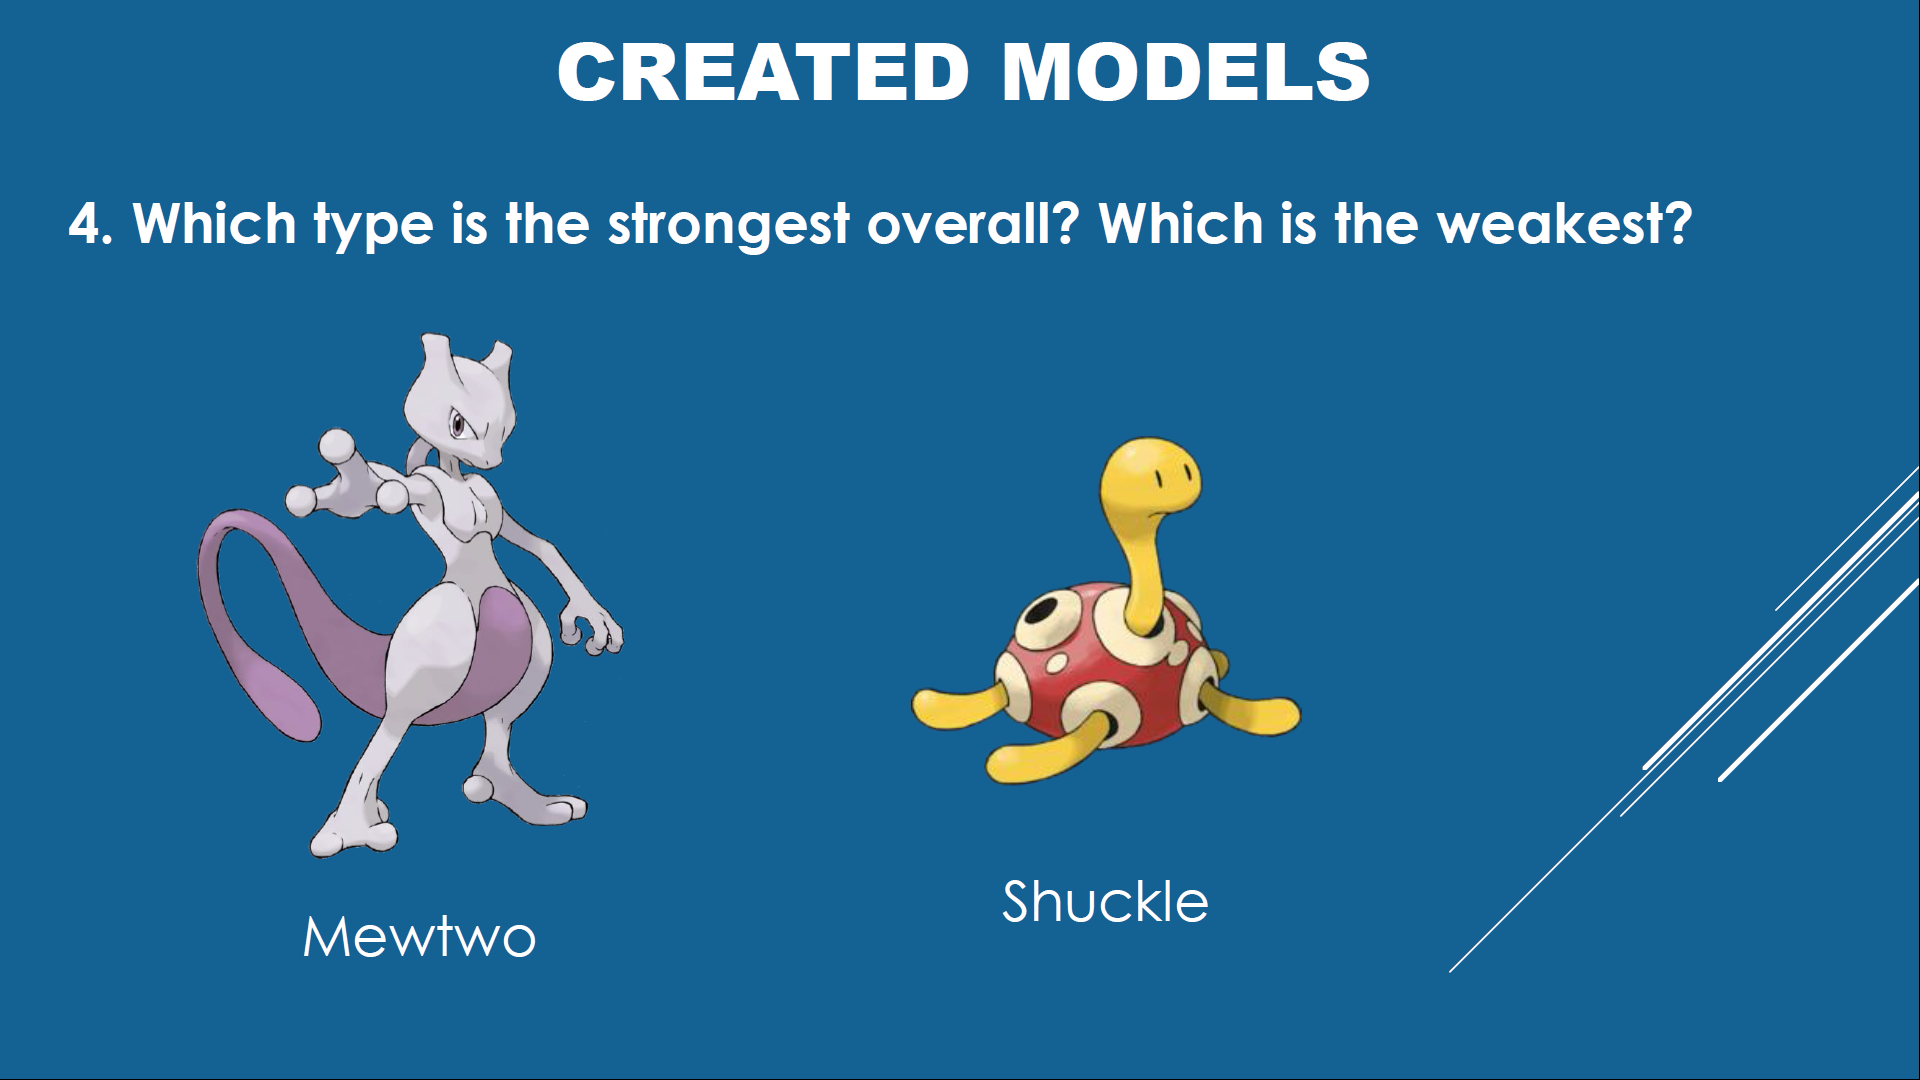 CREATED MODELS
4. Which type is the strongest overall? Which is the weakest?
Mewtwo
Shuckle